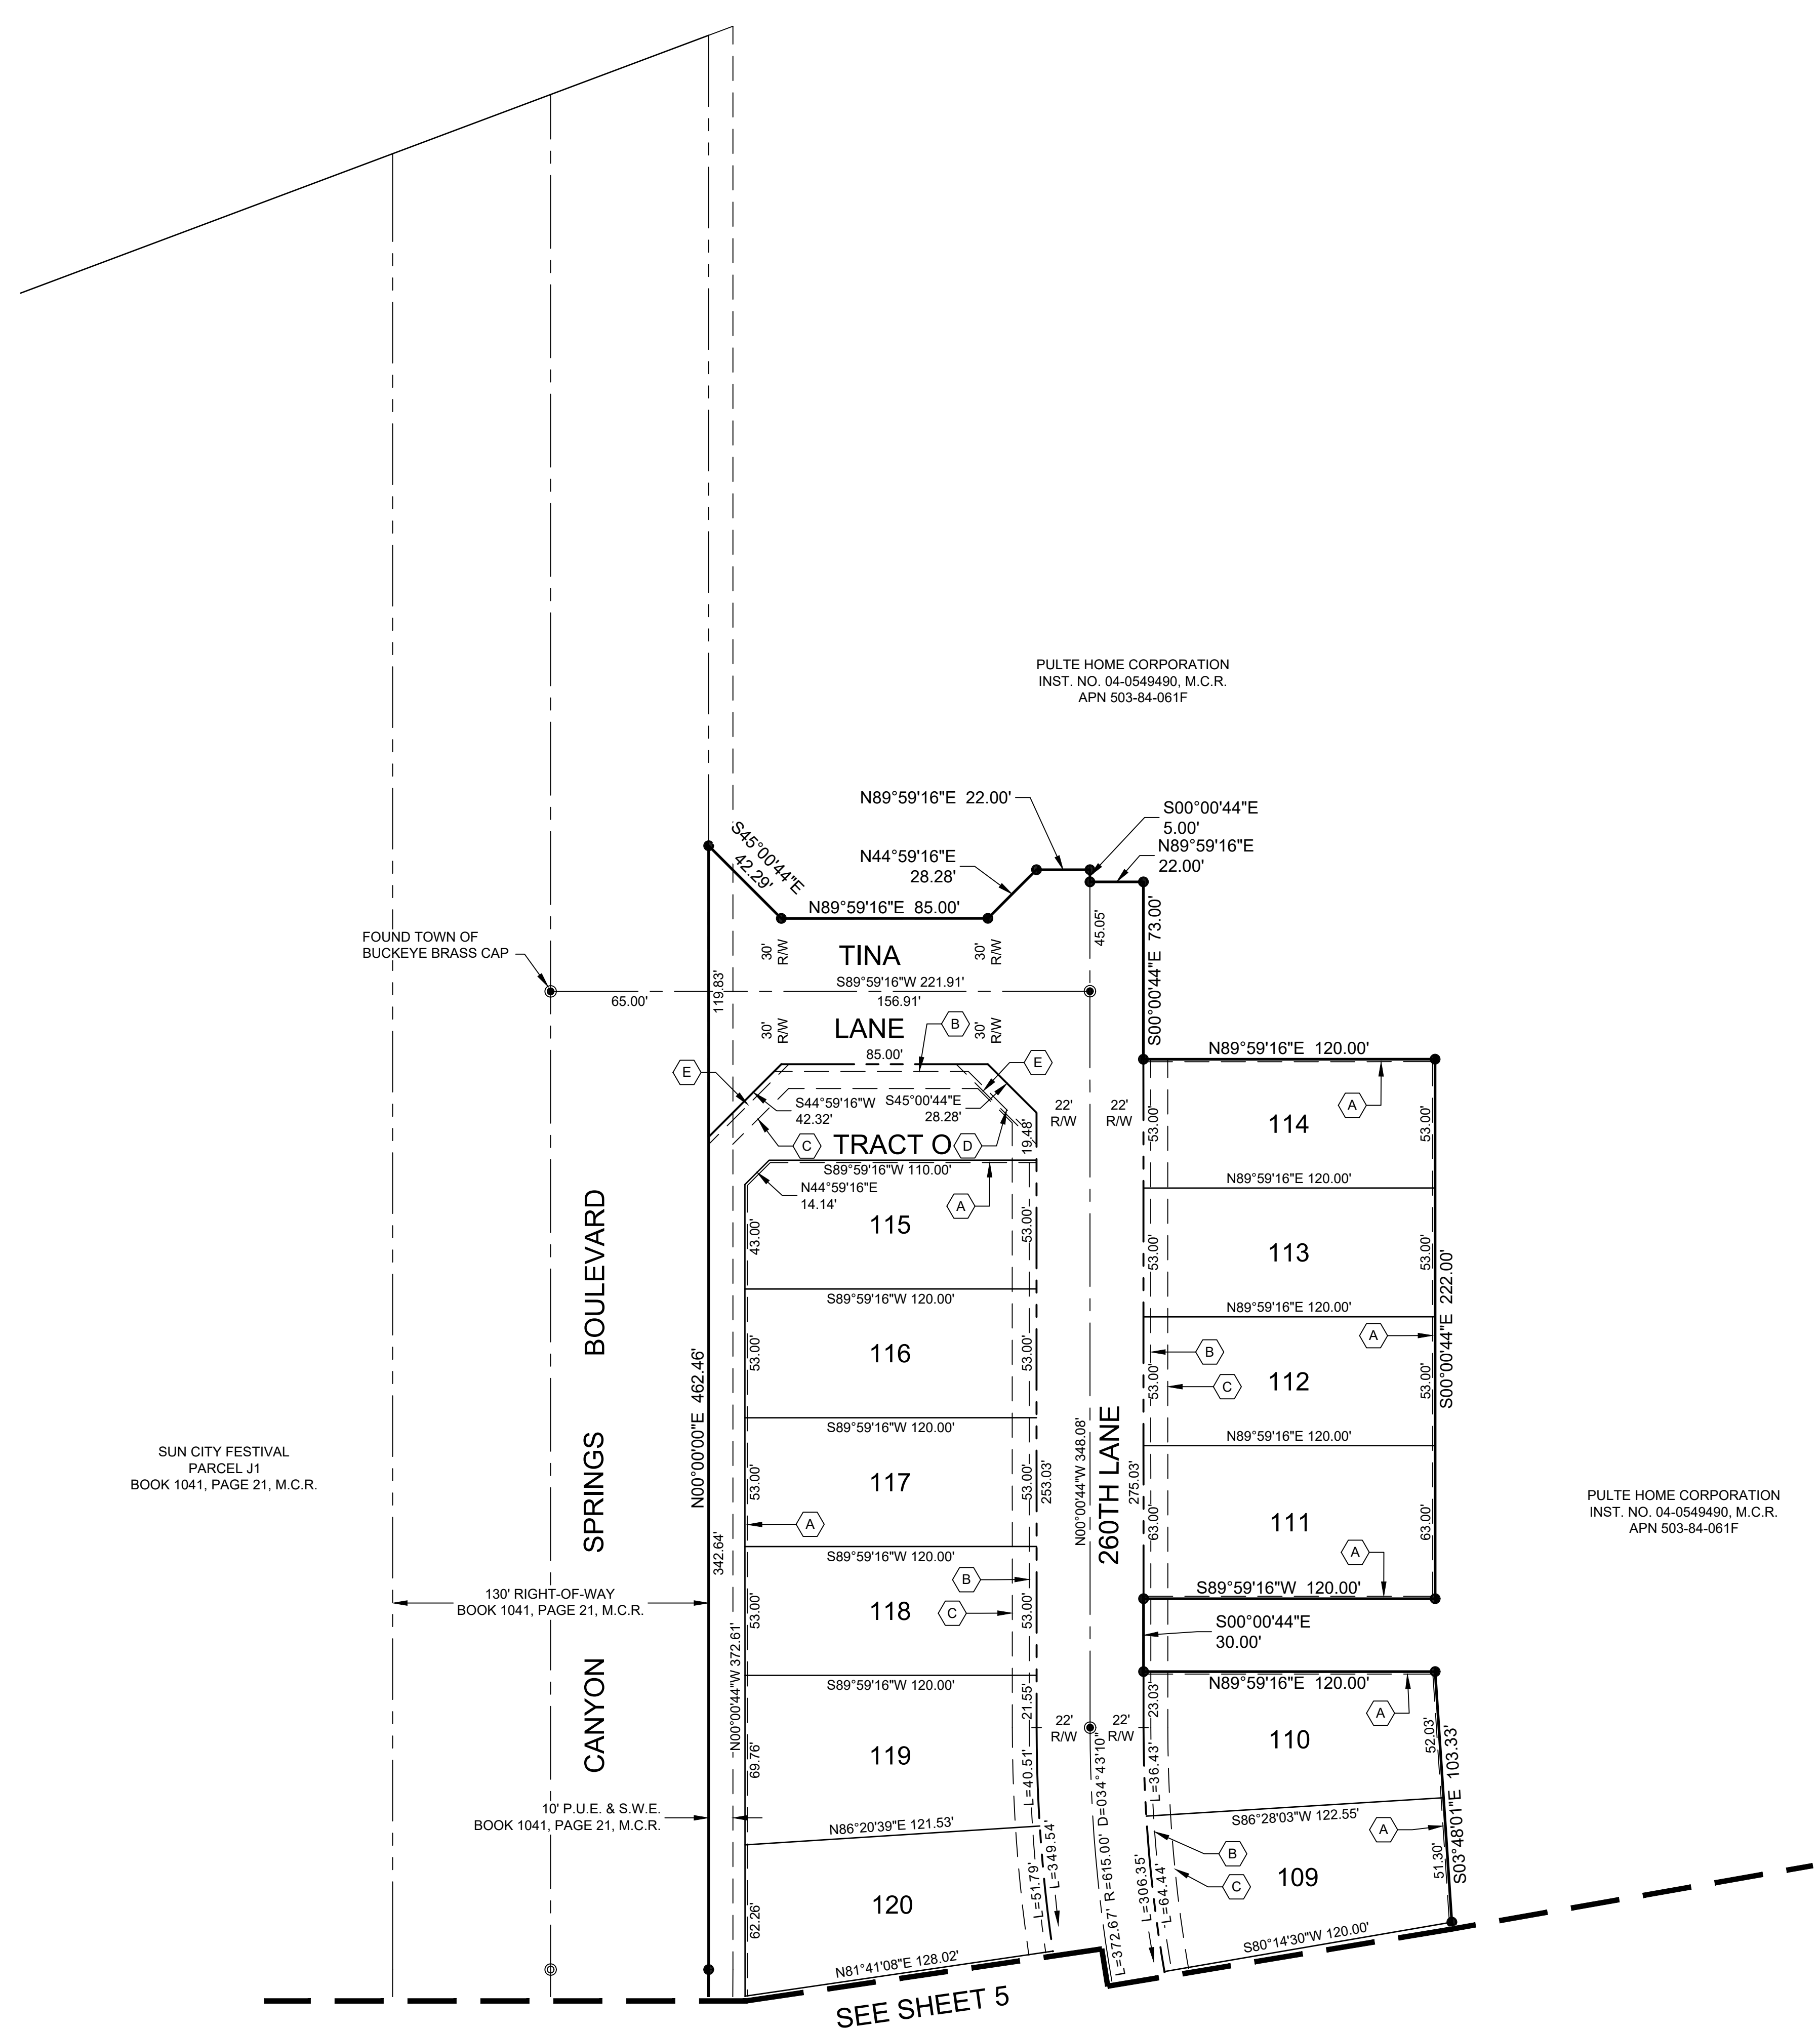 PULTE HOME CORPORATION
INST. NO. 04-0549490, M.C.R.
APN 503-84-061F
N89°59'16"E 22.00'
S00°00'44"E
5.00'
N89°59'16"E
22.00'
S45°00'44"E
42.29'
N44°59'16"E
28.28'
N89°59'16"E 85.00'
FOUND TOWN OF
BUCKEYE BRASS CAP
30'
R/W
TINA
30'
R/W
45.05'
S00°00'44"E 73.00'
119.83'
S89°59'16"W 221.91'
65.00'
156.91'
30'
R/W
LANE
B
30'
R/W
85.00'
E
E
N89°59'16"E 120.00'
S44°59'16"W
42.32'
S45°00'44"E
28.28'
22'
R/W
22'
R/W
A
C
TRACT O
D
19.48'
53.00'
114
53.00'
S89°59'16"W 110.00'
N44°59'16"E
14.14'
A
N89°59'16"E 120.00'
43.00'
115
53.00'
53.00'
113
53.00'
S89°59'16"W 120.00'
N89°59'16"E 120.00'
S00°00'44"E 222.00'
A
53.00'
116
53.00'
B
53.00'
112
53.00'
C
S89°59'16"W 120.00'
N89°59'16"E 120.00'
N00°00'00"E 462.46'
SUN CITY FESTIVAL
PARCEL J1
BOOK 1041, PAGE 21, M.C.R.
53.00'
117
53.00'
253.03'
N00°00'44"W 348.08'
260TH LANE
275.03'
63.00'
111
63.00'
PULTE HOME CORPORATION
INST. NO. 04-0549490, M.C.R.
APN 503-84-061F
A
342.64'
S89°59'16"W 120.00'
A
B
130' RIGHT-OF-WAY
BOOK 1041, PAGE 21, M.C.R.
53.00'
118
C
53.00'
S89°59'16"W 120.00'
S00°00'44"E
30.00'
N00°00'44"W 372.61'
S89°59'16"W 120.00'
N89°59'16"E 120.00'
CANYON SPRINGS BOULEVARD
21.55'
22'
R/W
22'
R/W
23.03'
A
69.76'
119
L=40.51'
L=36.43'
110
52.03'
S03°48'01"E 103.33'
10' P.U.E. & S.W.E.
BOOK 1041, PAGE 21, M.C.R.
N86°20'39"E 121.53'
S86°28'03"W 122.55'
A
L=349.54'
L=372.67' R=615.00' D=034°43'10"
L=306.35'
B
C
62.26'
120
L=51.79'
L=64.44'
109
51.30'
N81°41'08"E 128.02'
S80°14'30"W 120.00'
SEE SHEET 5